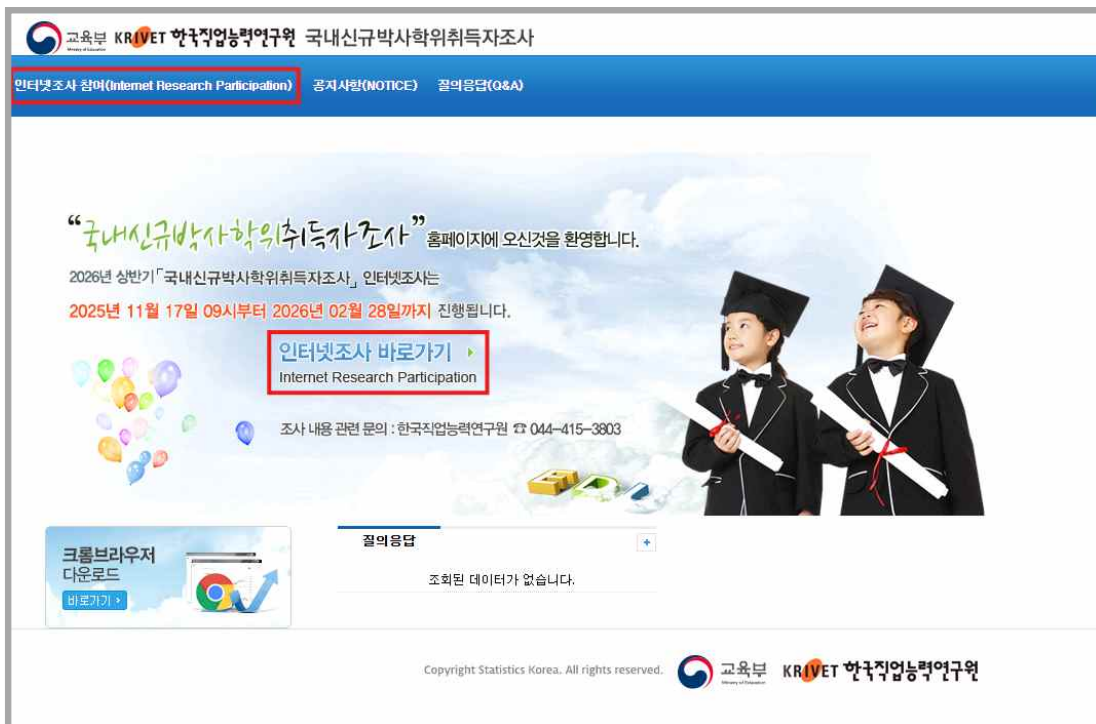 교육부 KRIVET 한국직업능력연구원 국내신규박사학위취득자조사
Ministry of Education
인터넷조사 참여(Internet Research Participation) 공지사항(NOTICE) 질의응답(Q&A)
“국내신규박사학위취득자조사” 홈페이지에 오신것을 환영합니다.
2026년 상반기「국내신규박사학위취득자조사」 인터넷조사는
2025년 11월 17일 09시부터 2026년 02월 28일까지 진행됩니다.
인터넷조사 바로가기
Internet Research Participation
조사 내용 관련 문의 : 한국직업능력연구원 ☎ 044-415-3803
크롬브라우저
다운로드
바로가기
질의응답 +
조회된 데이터가 없습니다.
Copyright Statistics Korea. All rights reserved. 교육부 KRIVET 한국직업능력연구원
Ministry of Education